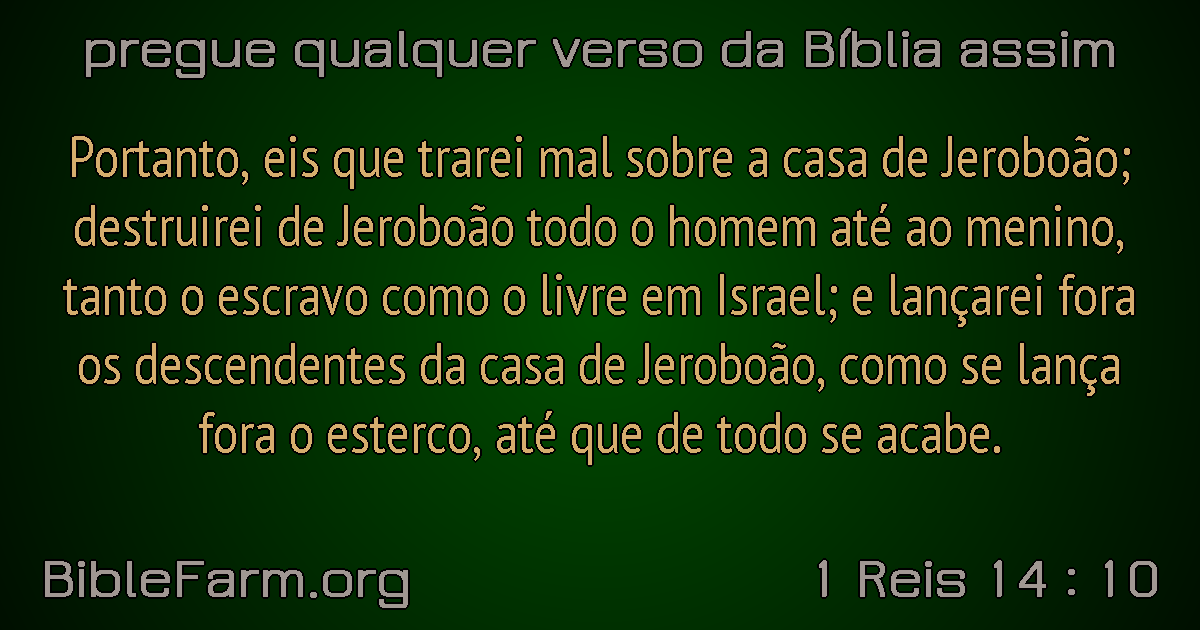 pregue qualquer verso da Bíblia assim
Portanto, eis que trarei mal sobre a casa de Jeroboão;
destruirei de Jeroboão todo o homem até ao menino,
tanto o escravo como o livre em Israel; e lançarei fora
os descendentes da casa de Jeroboão, como se lança
fora o esterco, até que de todo se acabe.
BibleFarm.org
1 Reis 14 : 10